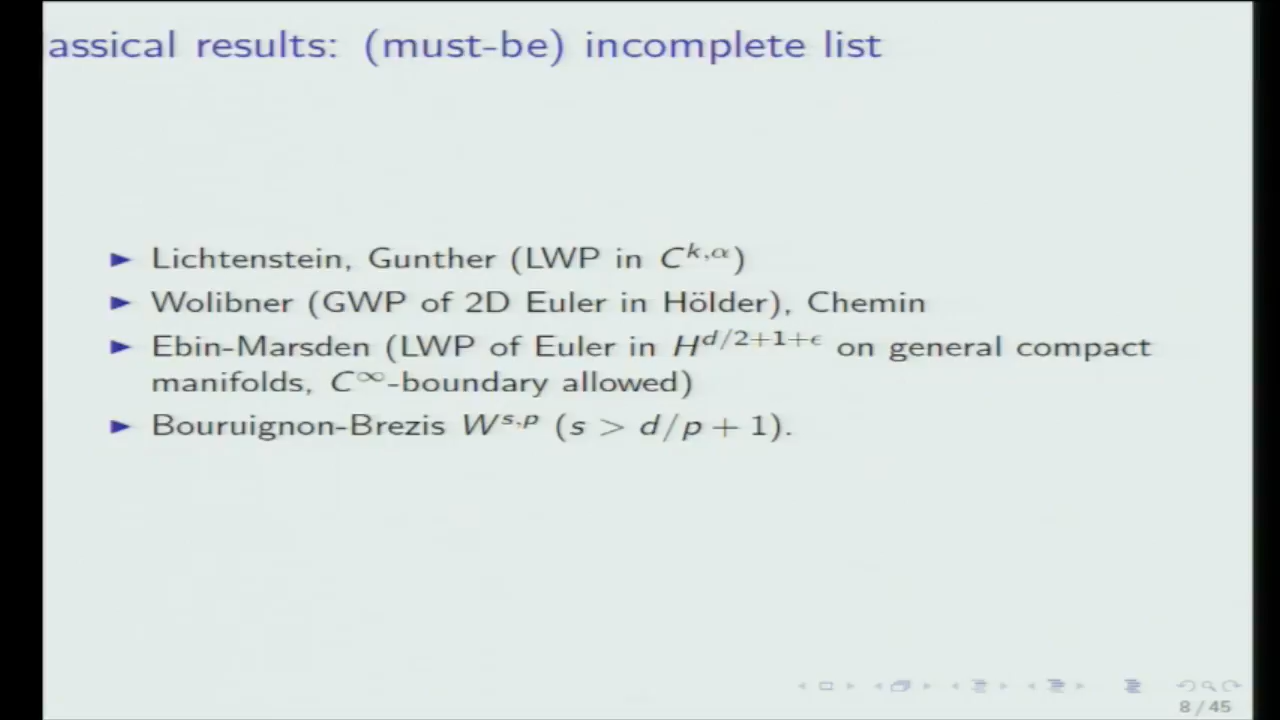 assical results: (must-be) incomplete list
Lichtenstein, Gunther (LWP in C^{k,α})
Wolibner (GWP of 2D Euler in Hölder), Chemin
Ebin-Marsden (LWP of Euler in H^{d/2+1+ϵ} on general compact
manifolds, C^∞-boundary allowed)
Bouruignon-Brezis W^{s,p} (s > d/p + 1).
8 / 45